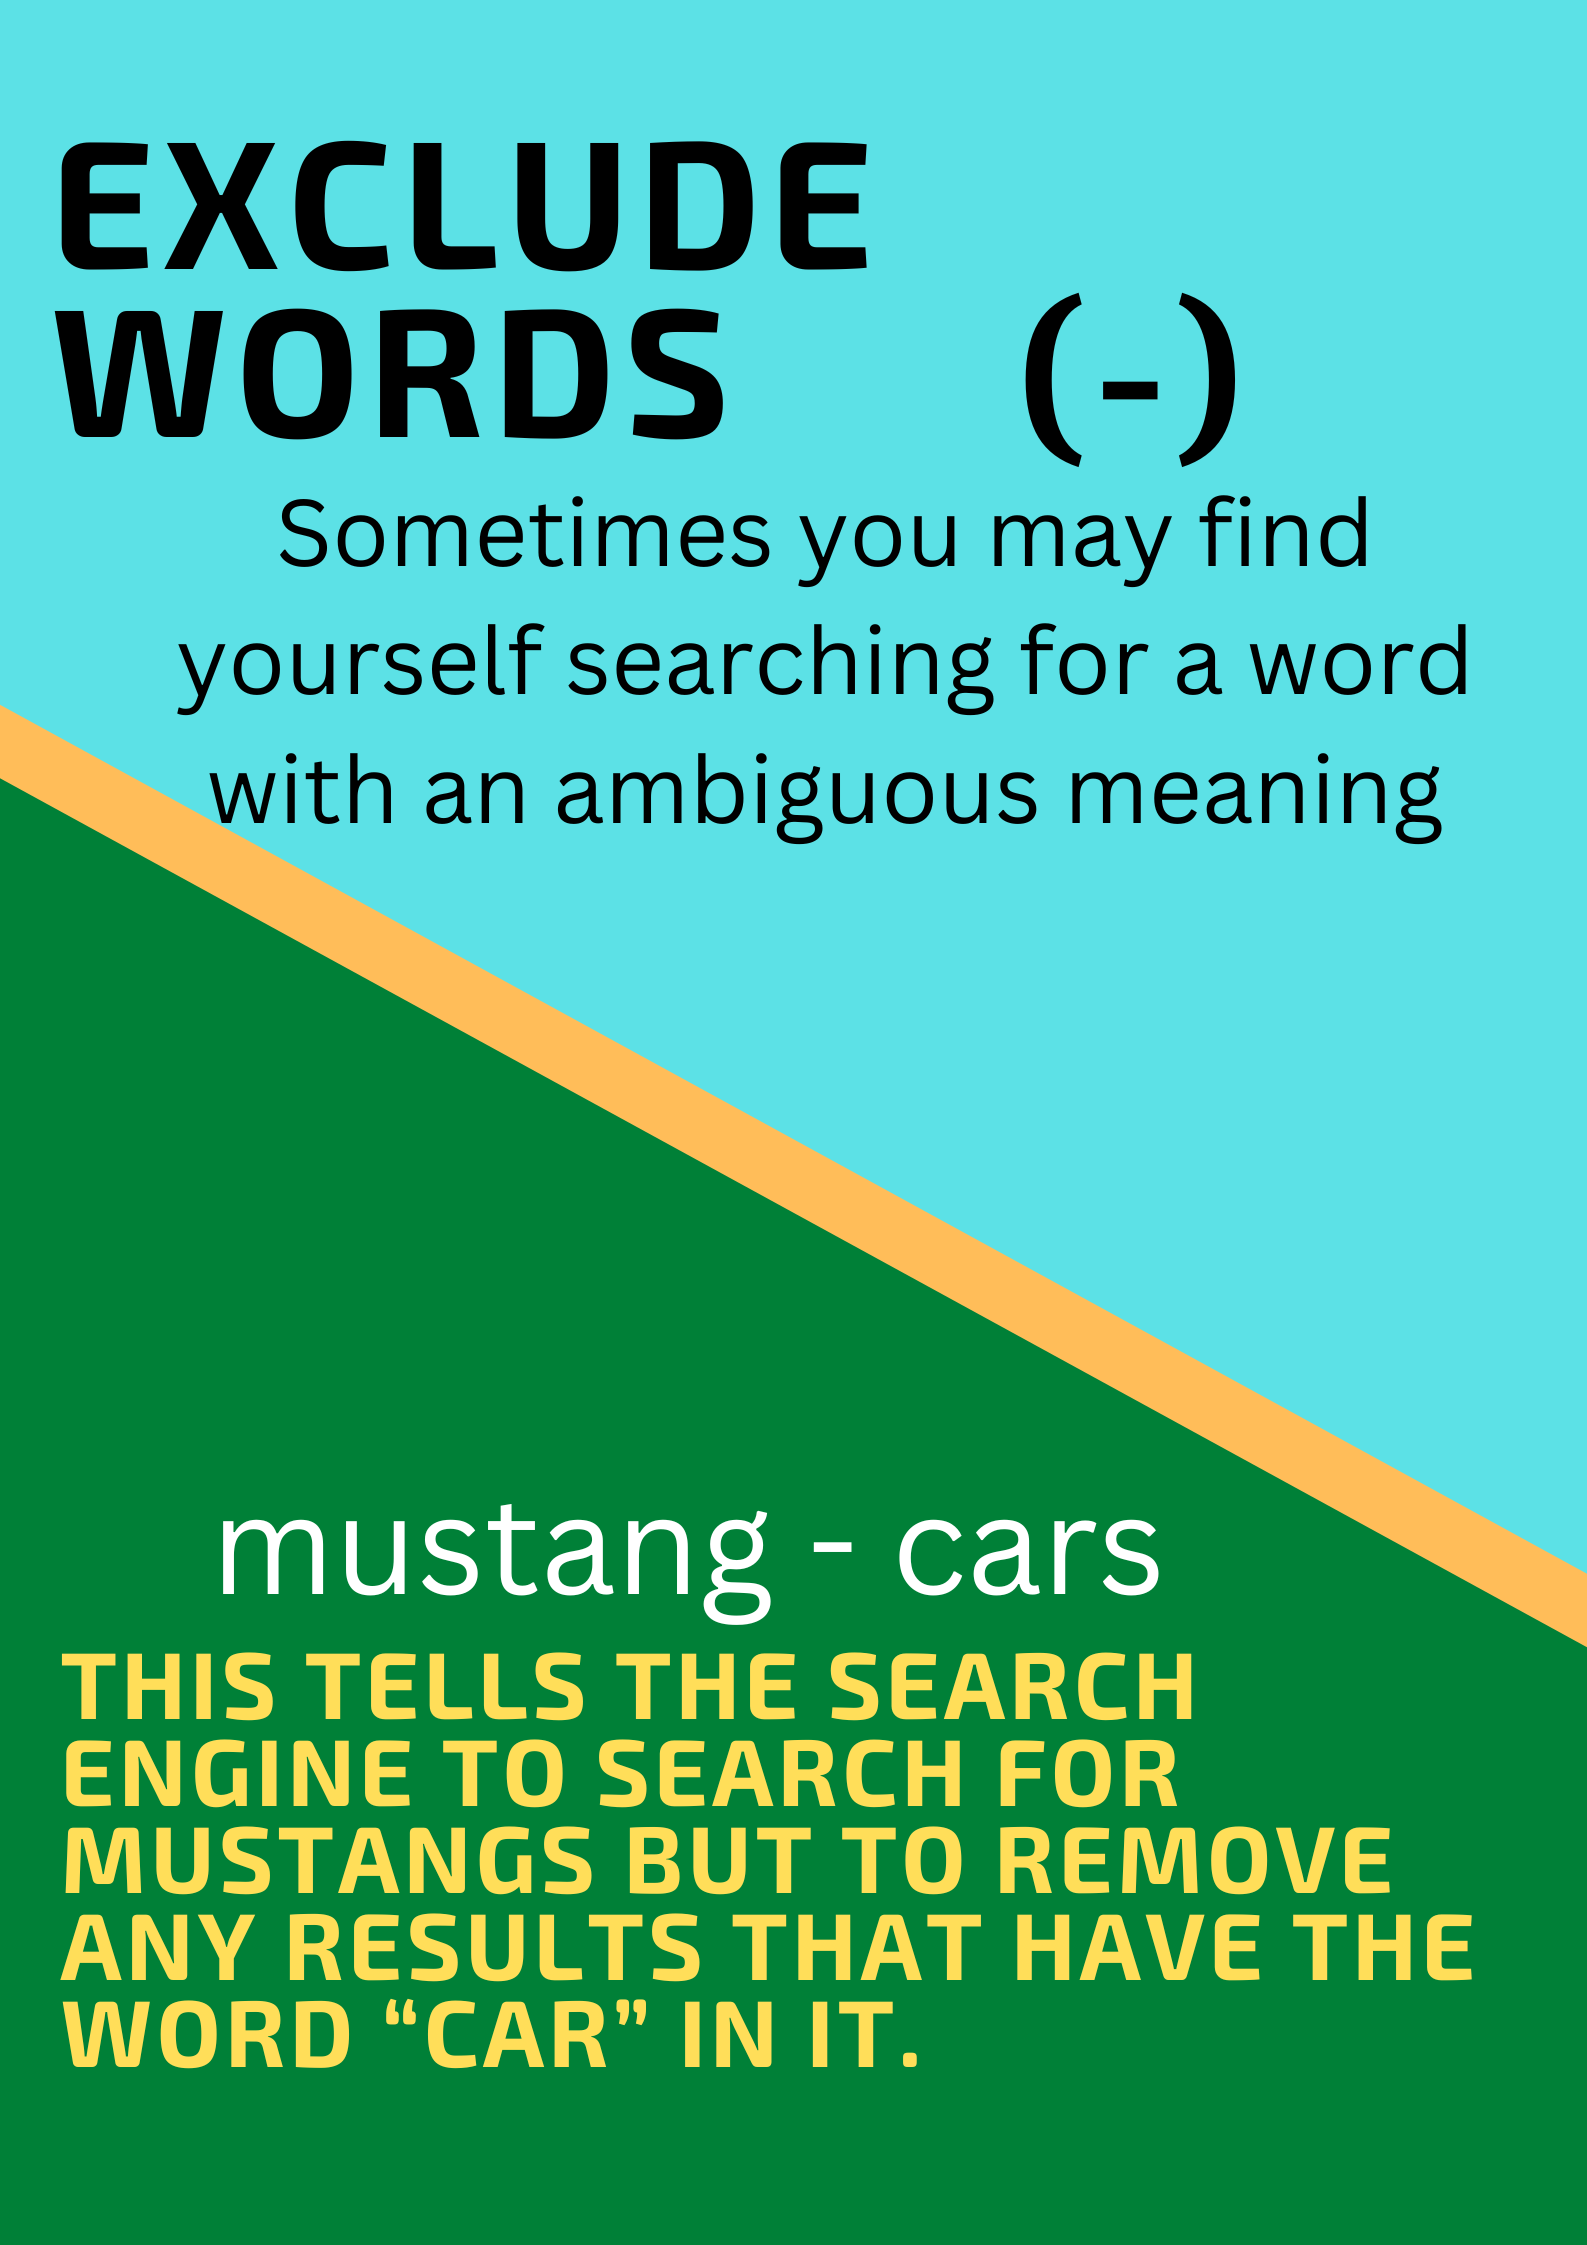 EXCLUDE
WORDS (-)
Sometimes you may find
yourself searching for a word
with an ambiguous meaning
mustang - cars
THIS TELLS THE SEARCH
ENGINE TO SEARCH FOR
MUSTANGS BUT TO REMOVE
ANY RESULTS THAT HAVE THE
WORD “CAR” IN IT.